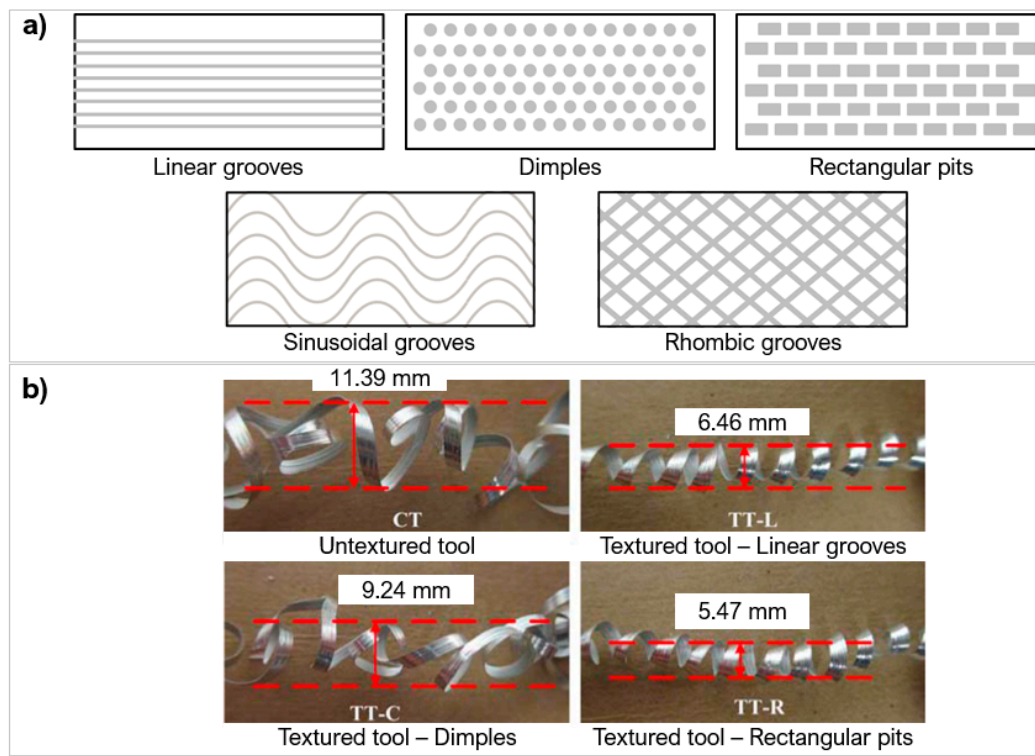 a)
Linear grooves
Dimples
Rectangular pits
Sinusoidal grooves
Rhombic grooves
b)
11.39 mm
CT
Untextured tool
6.46 mm
TT-L
Textured tool – Linear grooves
9.24 mm
TT-C
Textured tool – Dimples
5.47 mm
TT-R
Textured tool – Rectangular pits